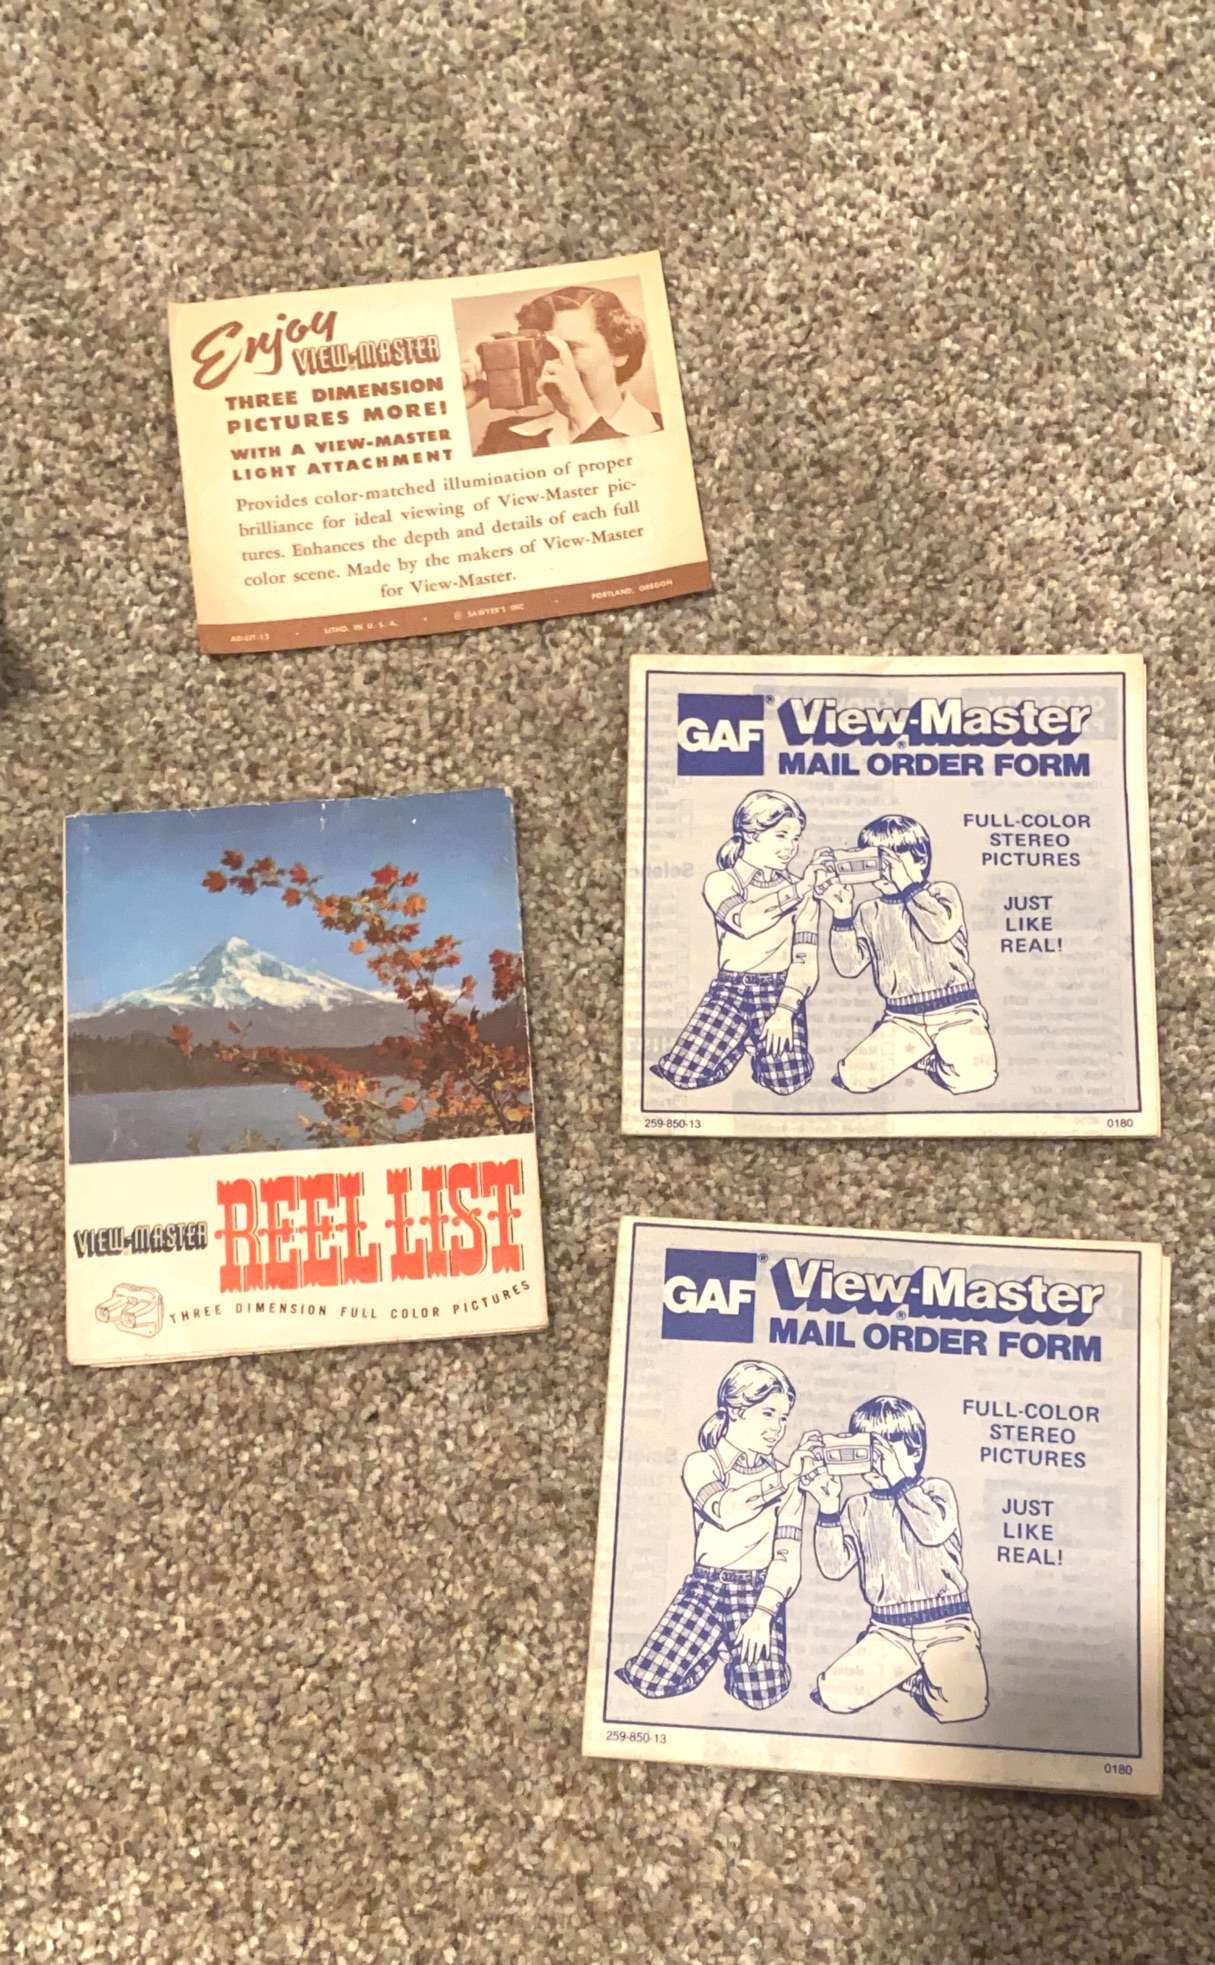 Enjoy
VIEW-MASTER
THREE DIMENSION
PICTURES MORE!
WITH A VIEW-MASTER
LIGHT ATTACHMENT
Provides color-matched illumination of proper
brilliance for ideal viewing of View-Master pic-
tures. Enhances the depth and details of each full
color scene. Made by the makers of View-Master
for View-Master.
LITHO. IN U. S. A. • © SAWYER'S INC • PORTLAND, OREGON
GAF® View-Master®
MAIL ORDER FORM
FULL-COLOR
STEREO
PICTURES
JUST
LIKE
REAL!
259-850-13
0180
VIEW-MASTER REEL LIST
THREE DIMENSION FULL COLOR PICTURES
GAF® View-Master®
MAIL ORDER FORM
FULL-COLOR
STEREO
PICTURES
JUST
LIKE
REAL!
259-850-13
0180